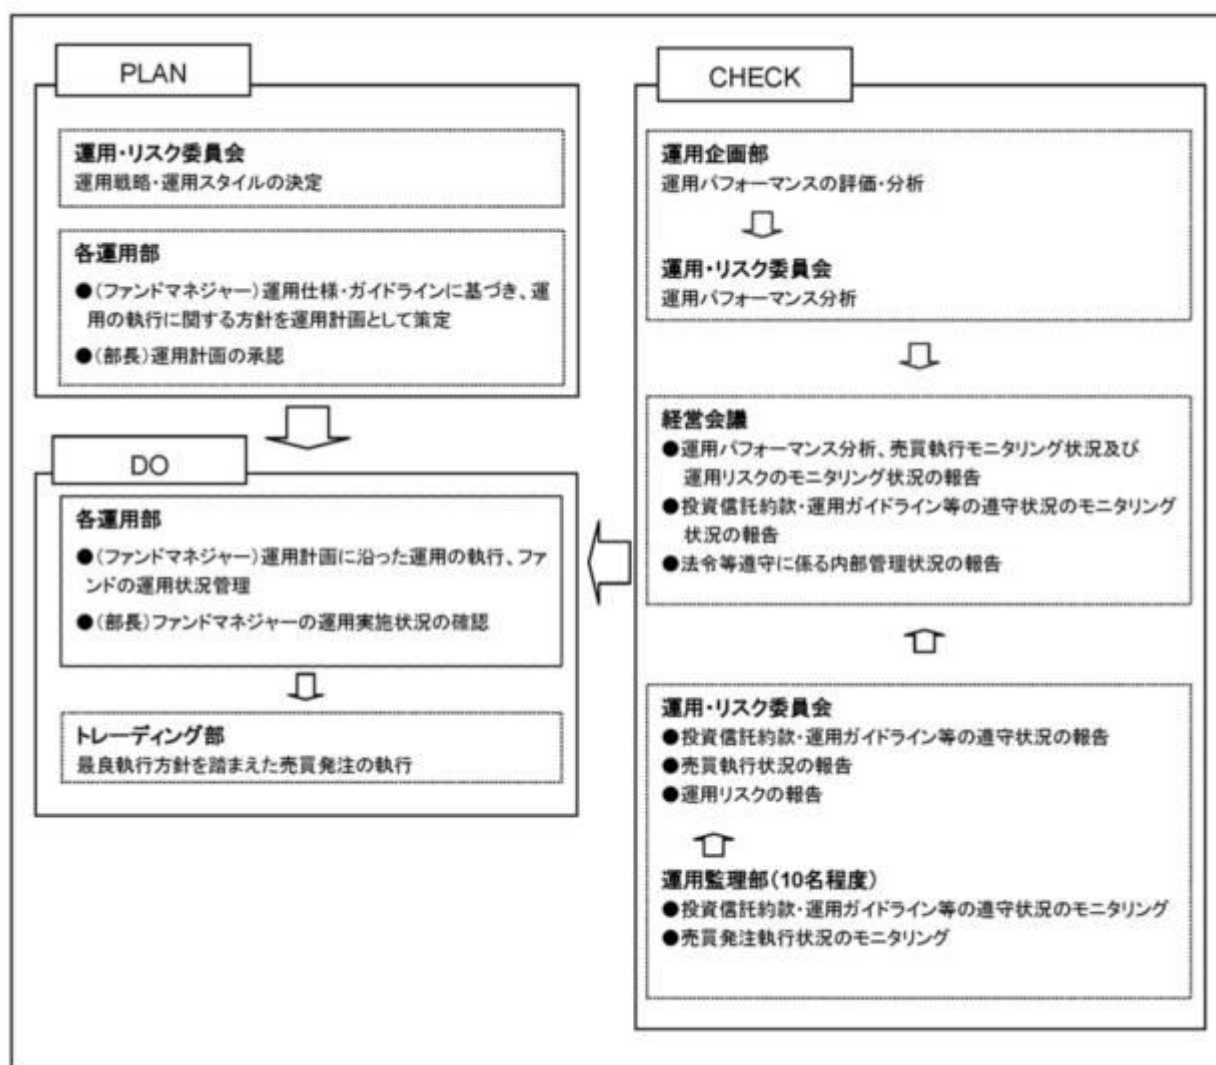 PLAN
運用・リスク委員会
運用戦略・運用スタイルの決定
各運用部
●(ファンドマネジャー)運用仕様・ガイドラインに基づき、運
用の執行に関する方針を運用計画として策定
●(部長)運用計画の承認
DO
各運用部
●(ファンドマネジャー)運用計画に沿った運用の執行、ファ
ンドの運用状況管理
●(部長)ファンドマネジャーの運用実施状況の確認
トレーディング部
最良執行方針を踏まえた売買発注の執行
CHECK
運用企画部
運用パフォーマンスの評価・分析
運用・リスク委員会
運用パフォーマンス分析
経営会議
●運用パフォーマンス分析、売買執行モニタリング状況及び
運用リスクのモニタリング状況の報告
●投資信託約款・運用ガイドライン等の遵守状況のモニタリング
状況の報告
●法令等遵守に係る内部管理状況の報告
運用・リスク委員会
●投資信託約款・運用ガイドライン等の遵守状況の報告
●売買執行状況の報告
●運用リスクの報告
運用監理部(10名程度)
●投資信託約款・運用ガイドライン等の遵守状況のモニタリング
●売買発注執行状況のモニタリング